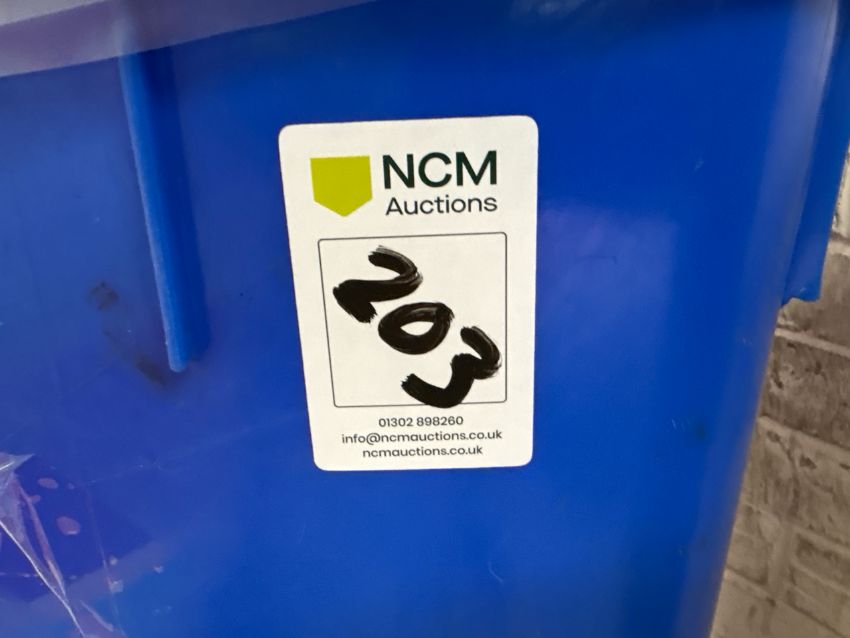 NCM
Auctions
203
01302 898260
info@ncmauctions.co.uk
ncmauctions.co.uk